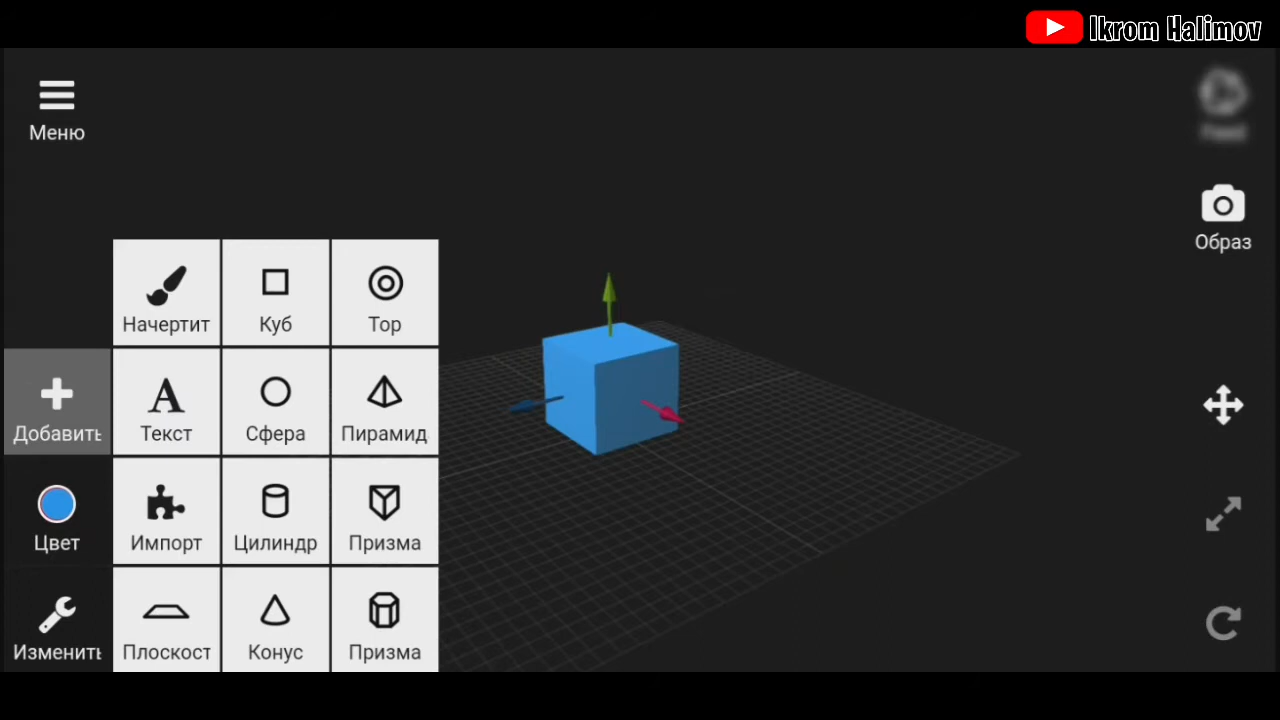 Ikrom Halimov
Меню
Образ
Начертит
Куб
Тор
Добавить
Текст
Сфера
Пирамид
Цвет
Импорт
Цилиндр
Призма
Изменить
Плоскост
Конус
Призма